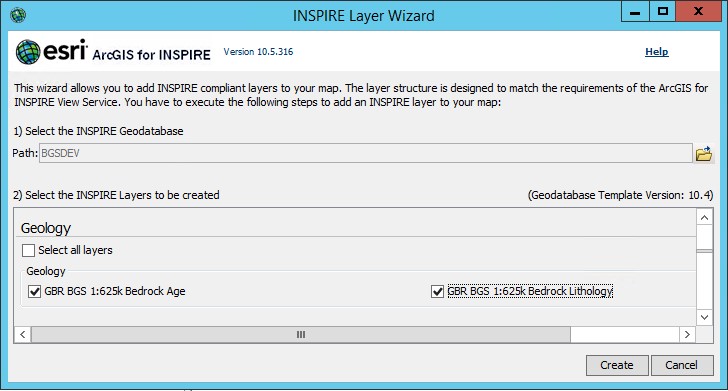 INSPIRE Layer Wizard
esri ArcGIS for INSPIRE Version 10.5.316 Help
This wizard allows you to add INSPIRE compliant layers to your map. The layer structure is designed to match the requirements of the ArcGIS for
INSPIRE View Service. You have to execute the following steps to add an INSPIRE layer to your map:
1) Select the INSPIRE Geodatabase
Path: BGSDEV
2) Select the INSPIRE Layers to be created (Geodatabase Template Version: 10.4)
Geology
Select all layers
Geology
GBR BGS 1:625k Bedrock Age GBR BGS 1:625k Bedrock Lithology
Create Cancel